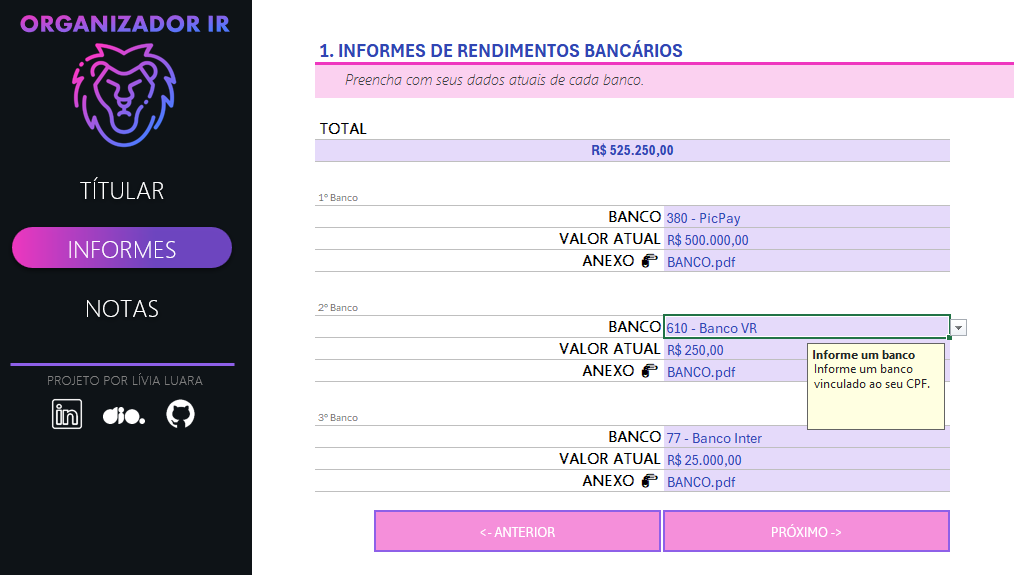 ORGANIZADOR IR
TÍTULAR
INFORMES
NOTAS
PROJETO POR LÍVIA LUARA
in
dio.
1. INFORMES DE RENDIMENTOS BANCÁRIOS
Preencha com seus dados atuais de cada banco.
TOTAL
R$ 525.250,00
1º Banco
BANCO 380 - PicPay
VALOR ATUAL R$ 500.000,00
ANEXO BANCO.pdf
2º Banco
BANCO 610 - Banco VR
VALOR ATUAL R$ 250,00
ANEXO BANCO.pdf
Informe um banco
Informe um banco
vinculado ao seu CPF.
3º Banco
BANCO 77 - Banco Inter
VALOR ATUAL R$ 25.000,00
ANEXO BANCO.pdf
<- ANTERIOR
PRÓXIMO ->